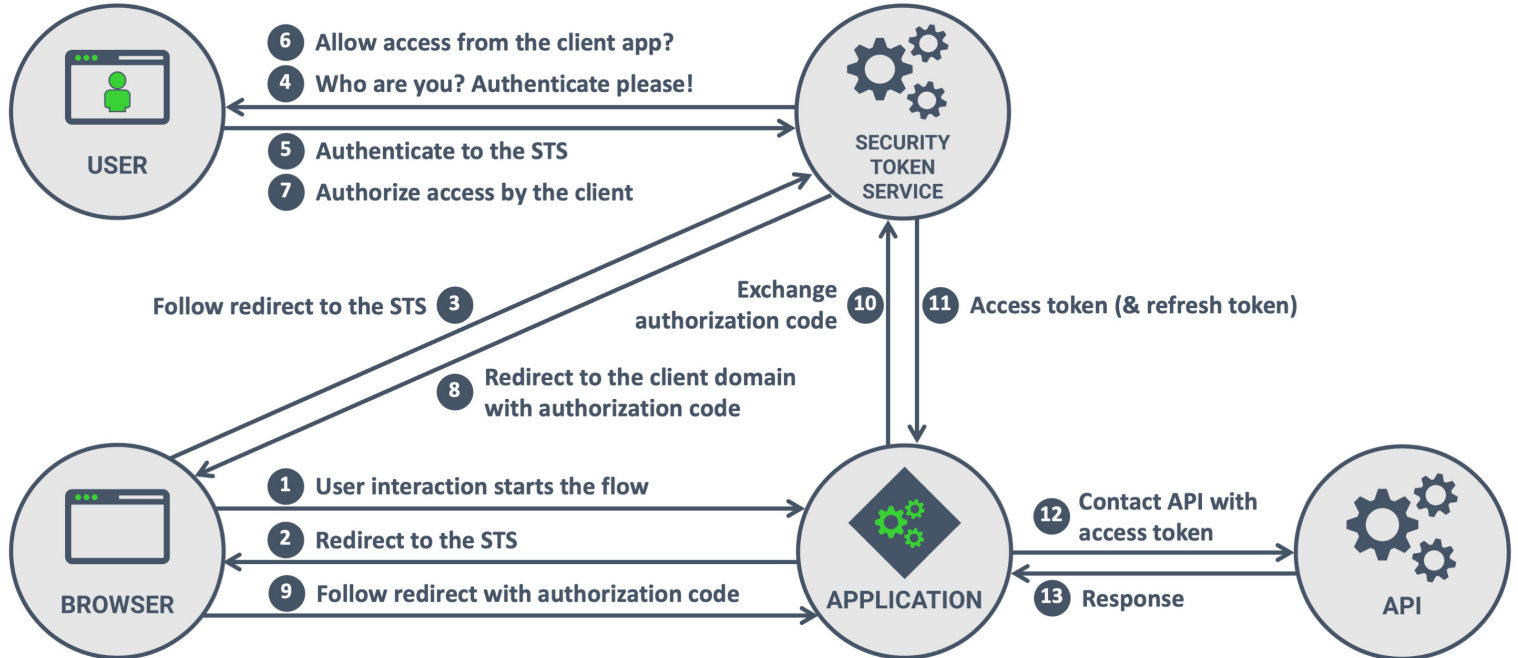 6 Allow access from the client app?
4 Who are you? Authenticate please!
USER
5 Authenticate to the STS
7 Authorize access by the client
SECURITY
TOKEN
SERVICE
Follow redirect to the STS 3
Exchange
authorization code
10
11 Access token (& refresh token)
8 Redirect to the client domain
with authorization code
1 User interaction starts the flow
2 Redirect to the STS
9 Follow redirect with authorization code
BROWSER
APPLICATION
12 Contact API with
access token
13 Response
API